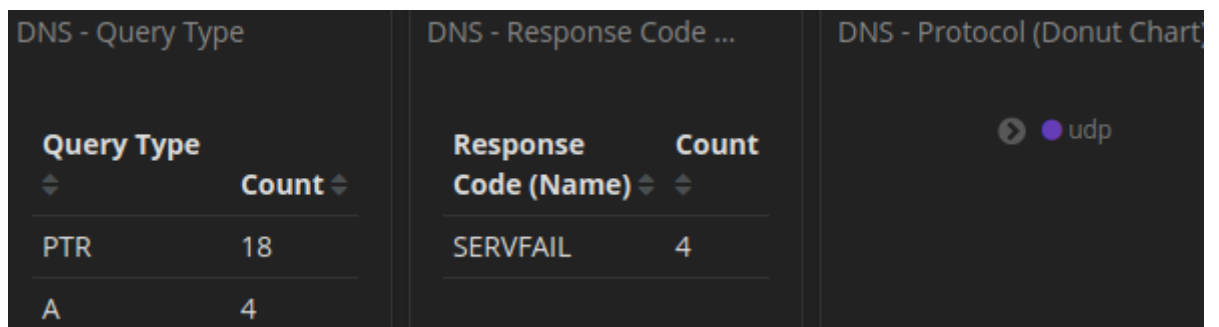 DNS - Query Type
Query Type
Count
PTR 18
A 4
DNS - Response Code ...
Response Count
Code (Name)
SERVFAIL 4
DNS - Protocol (Donut Chart)
udp